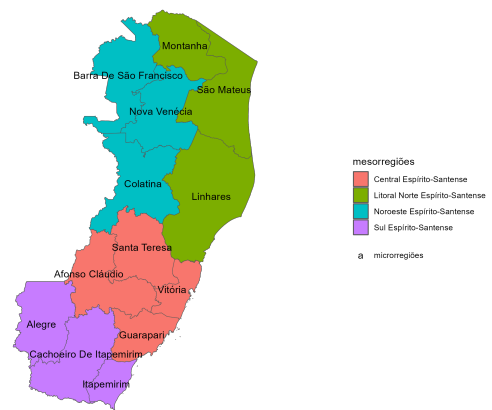 Montanha
Barra De São Francisco
São Mateus
Nova Venécia
Colatina
Linhares
Santa Teresa
Afonso Cláudio
Vitória
Alegre
Guarapari
Cachoeiro De Itapemirim
Itapemirim
mesorregiões
Central Espírito-Santense
Litoral Norte Espírito-Santense
Noroeste Espírito-Santense
Sul Espírito-Santense
a microrregiões